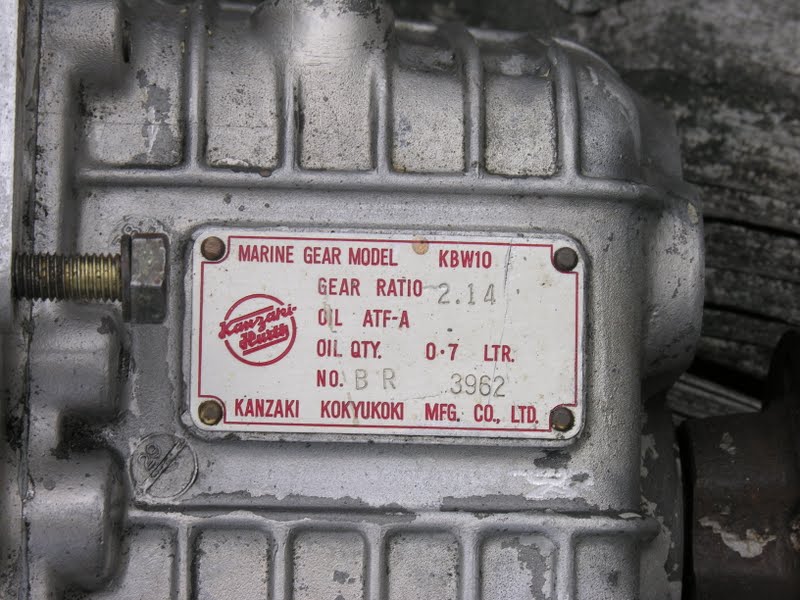 MARINE GEAR MODEL KBW10
GEAR RATIO 2.14
OIL ATF-A
OIL QTY. 0.7 LTR.
NO. BR 3962
Kanzaki-
Hurth
KANZAKI KOKYUKOKI MFG. CO., LTD.